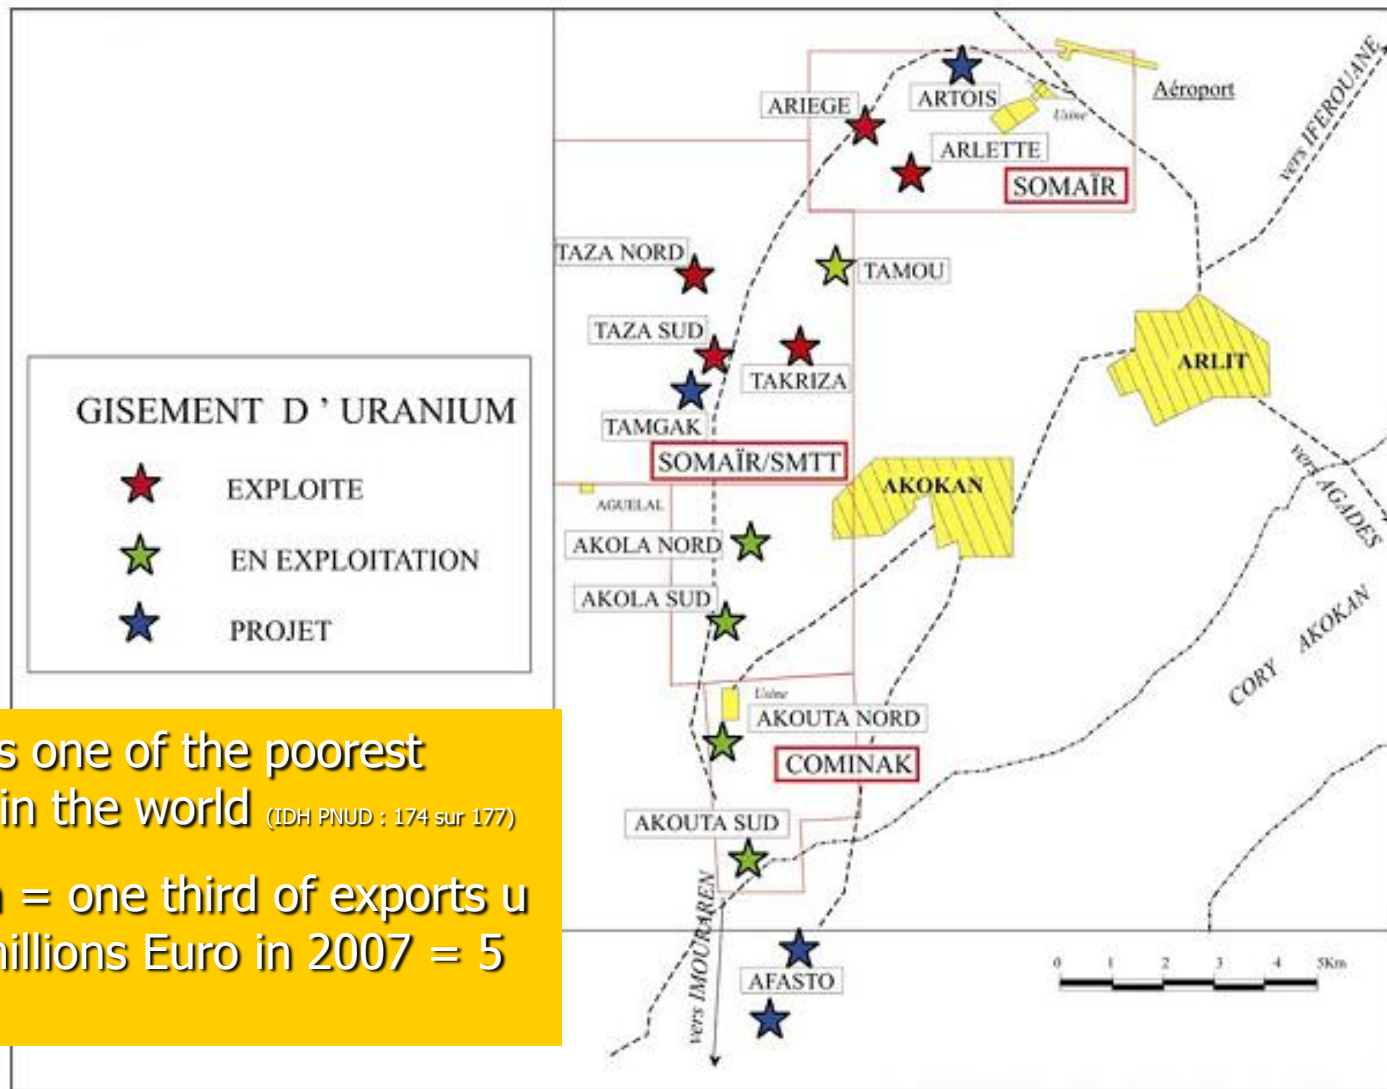 Aéroport
vers IFEROUANE
ARTOIS
ARIEGE
Usine
ARLETTE
SOMAÏR
TAZA NORD
TAMOU
TAZA SUD
TAKRIZA
TAMGAK
SOMAÏR/SMTT
ARLIT
AKOKAN
AGUELAL
vers AGADES
AKOLA NORD
AKOLA SUD
CORY AKOKAN
Usine
AKOUTA NORD
COMINAK
AKOUTA SUD
vers IMOURAREN
AFASTO
0 1 2 3 4 5Km
GISEMENT D ' URANIUM
EXPLOITE
EN EXPLOITATION
PROJET
s one of the poorest
in the world (IDH PNUD : 174 sur 177)
= one third of exports u
millions Euro in 2007 = 5